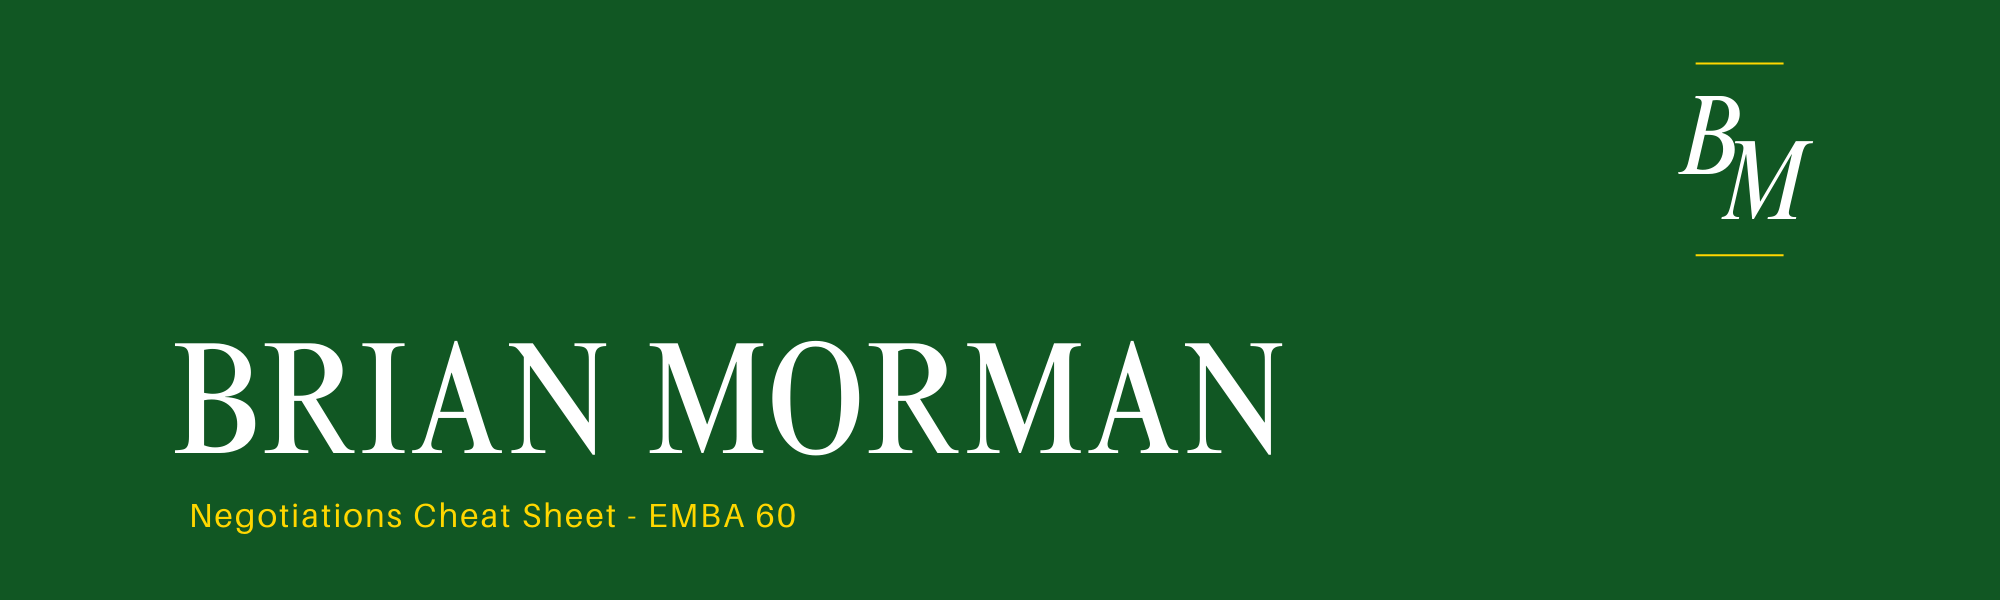 BM
BRIAN MORMAN
Negotiations Cheat Sheet - EMBA 60